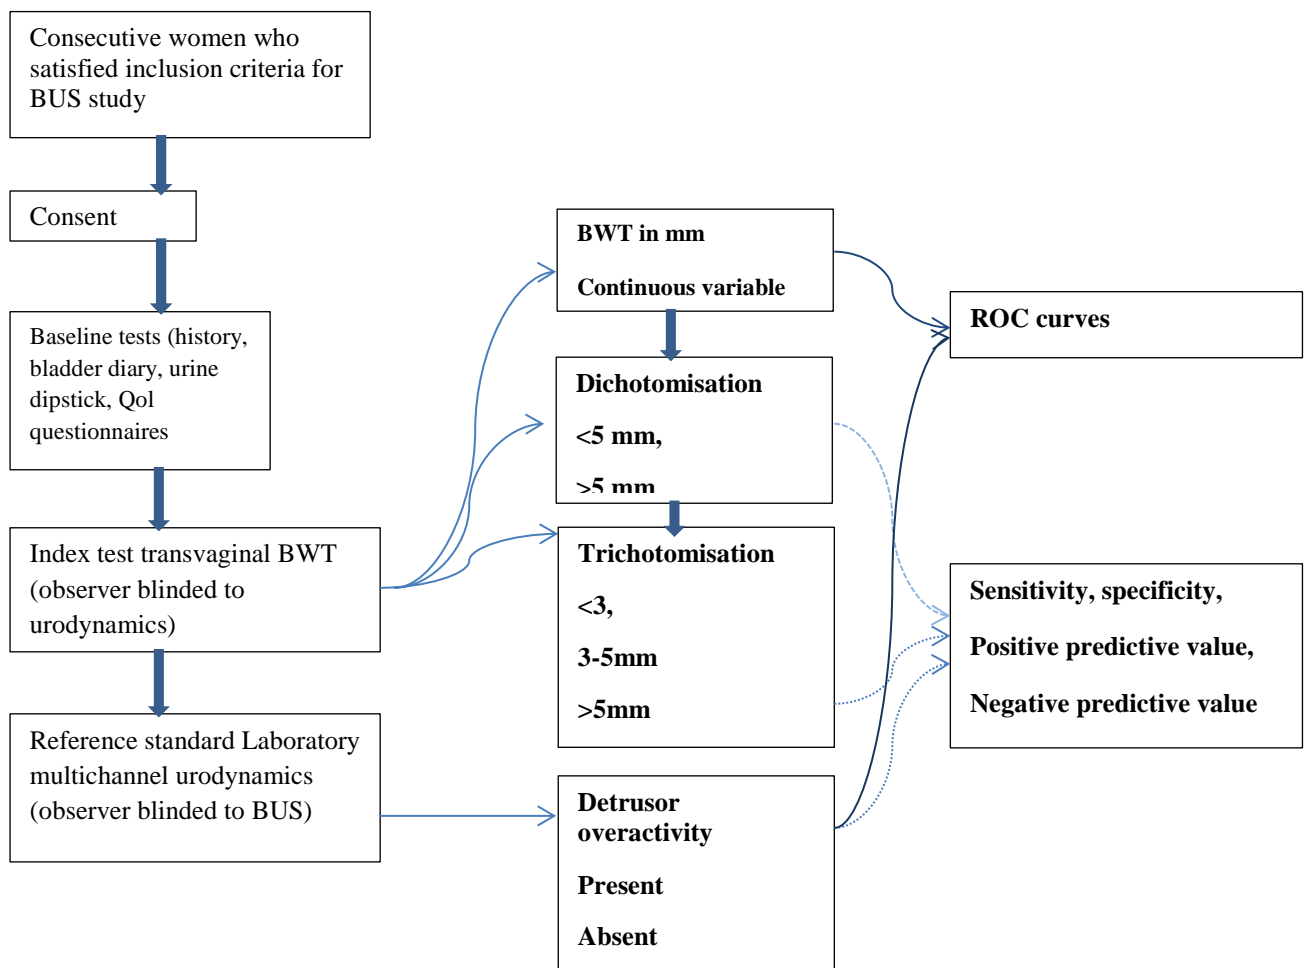 Consecutive women who
satisfied inclusion criteria for
BUS study
Consent
Baseline tests (history,
bladder diary, urine
dipstick, Qol
questionnaires
Index test transvaginal BWT
(observer blinded to
urodynamics)
Reference standard Laboratory
multichannel urodynamics
(observer blinded to BUS)
BWT in mm
Continuous variable
Dichotomisation
<5 mm,
>5 mm
Trichotomisation
<3,
3-5mm
>5mm
Detrusor
overactivity
Present
Absent
ROC curves
Sensitivity, specificity,
Positive predictive value,
Negative predictive value